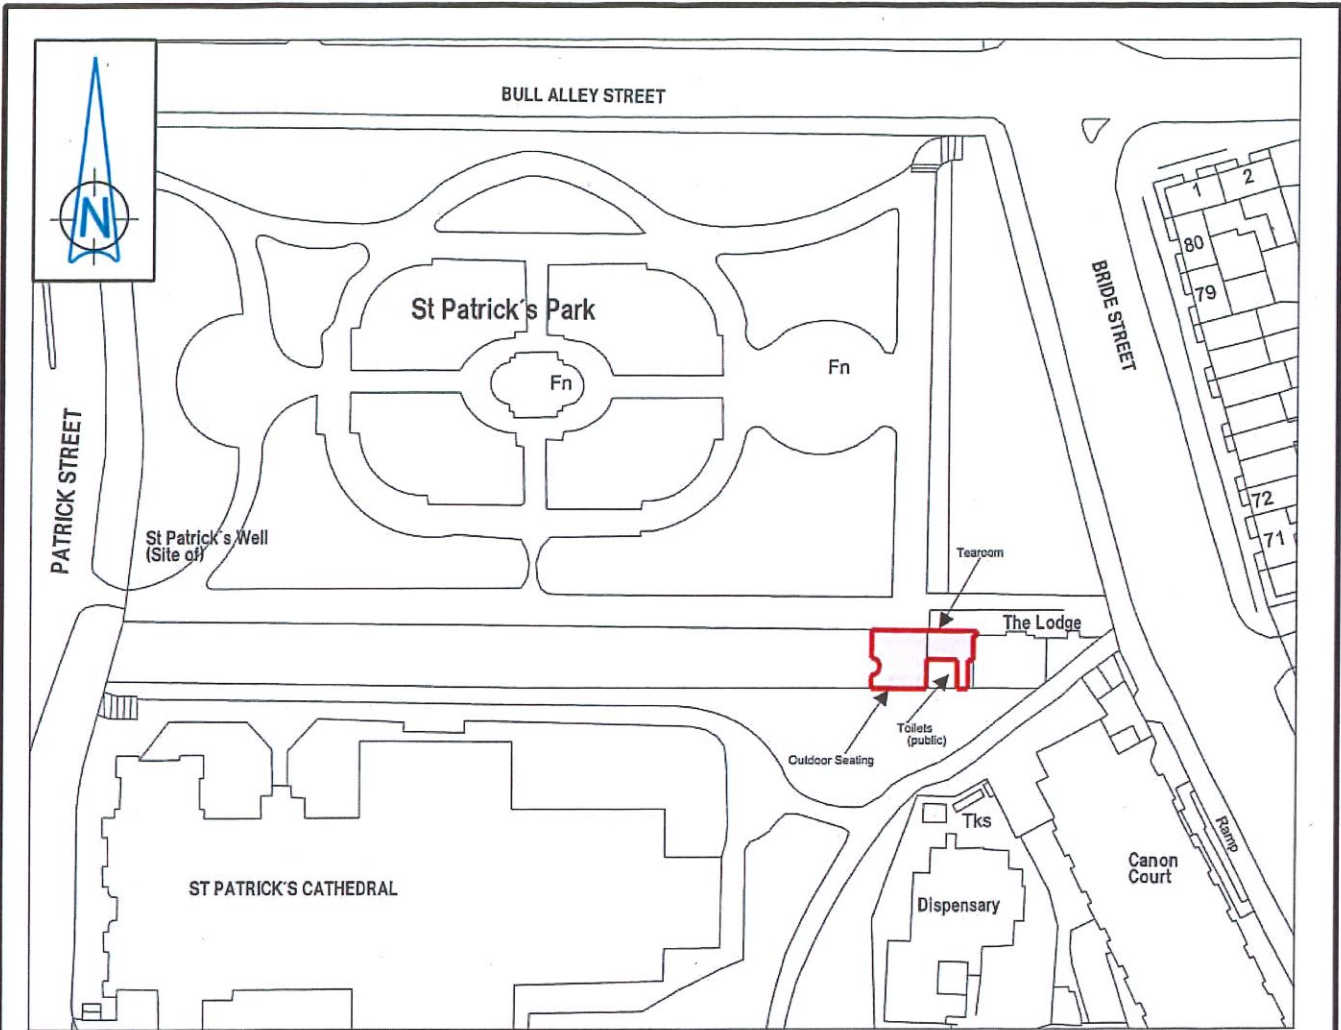 BULL ALLEY STREET
N
1
2
80
79
BRIDE STREET
St Patrick´s Park
Fn
Fn
PATRICK STREET
72
71
St Patrick´s Well
(Site of)
Tearoom
The Lodge
Toilets
(public)
Outdoor Seating
Tks
Ramp
Canon
Court
ST PATRICK´S CATHEDRAL
Dispensary